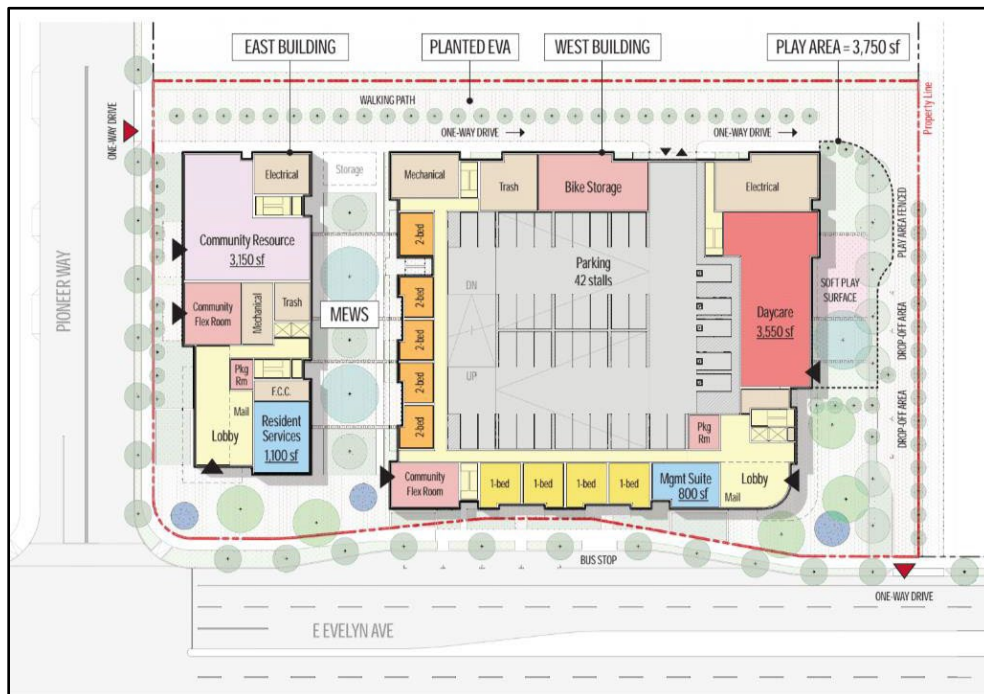 EAST BUILDING
PLANTED EVA
WEST BUILDING
PLAY AREA = 3,750 sf
Property Line
WALKING PATH
ONE-WAY DRIVE
ONE-WAY DRIVE →
ONE-WAY DRIVE →
Electrical
Storage
Mechanical
Trash
Bike Storage
Electrical
PLAY AREA FENCED
2-bed
Community Resource
3,150 sf
Parking
42 stalls
SOFT PLAY
SURFACE
PIONEER WAY
DN
2-bed
Community
Flex Room
Mechanical
Trash
MEWS
Daycare
3,550 sf
DROP-OFF AREA
2-bed
2-bed
UP
Pkg
Rm
F.C.C.
Mail
Lobby
Resident
Services
1,100 sf
2-bed
Pkg
Rm
DROP-OFF AREA
Community
Flex Room
1-bed
1-bed
1-bed
1-bed
Mgmt Suite
800 sf
Lobby
Mail
BUS STOP
ONE-WAY DRIVE
E EVELYN AVE